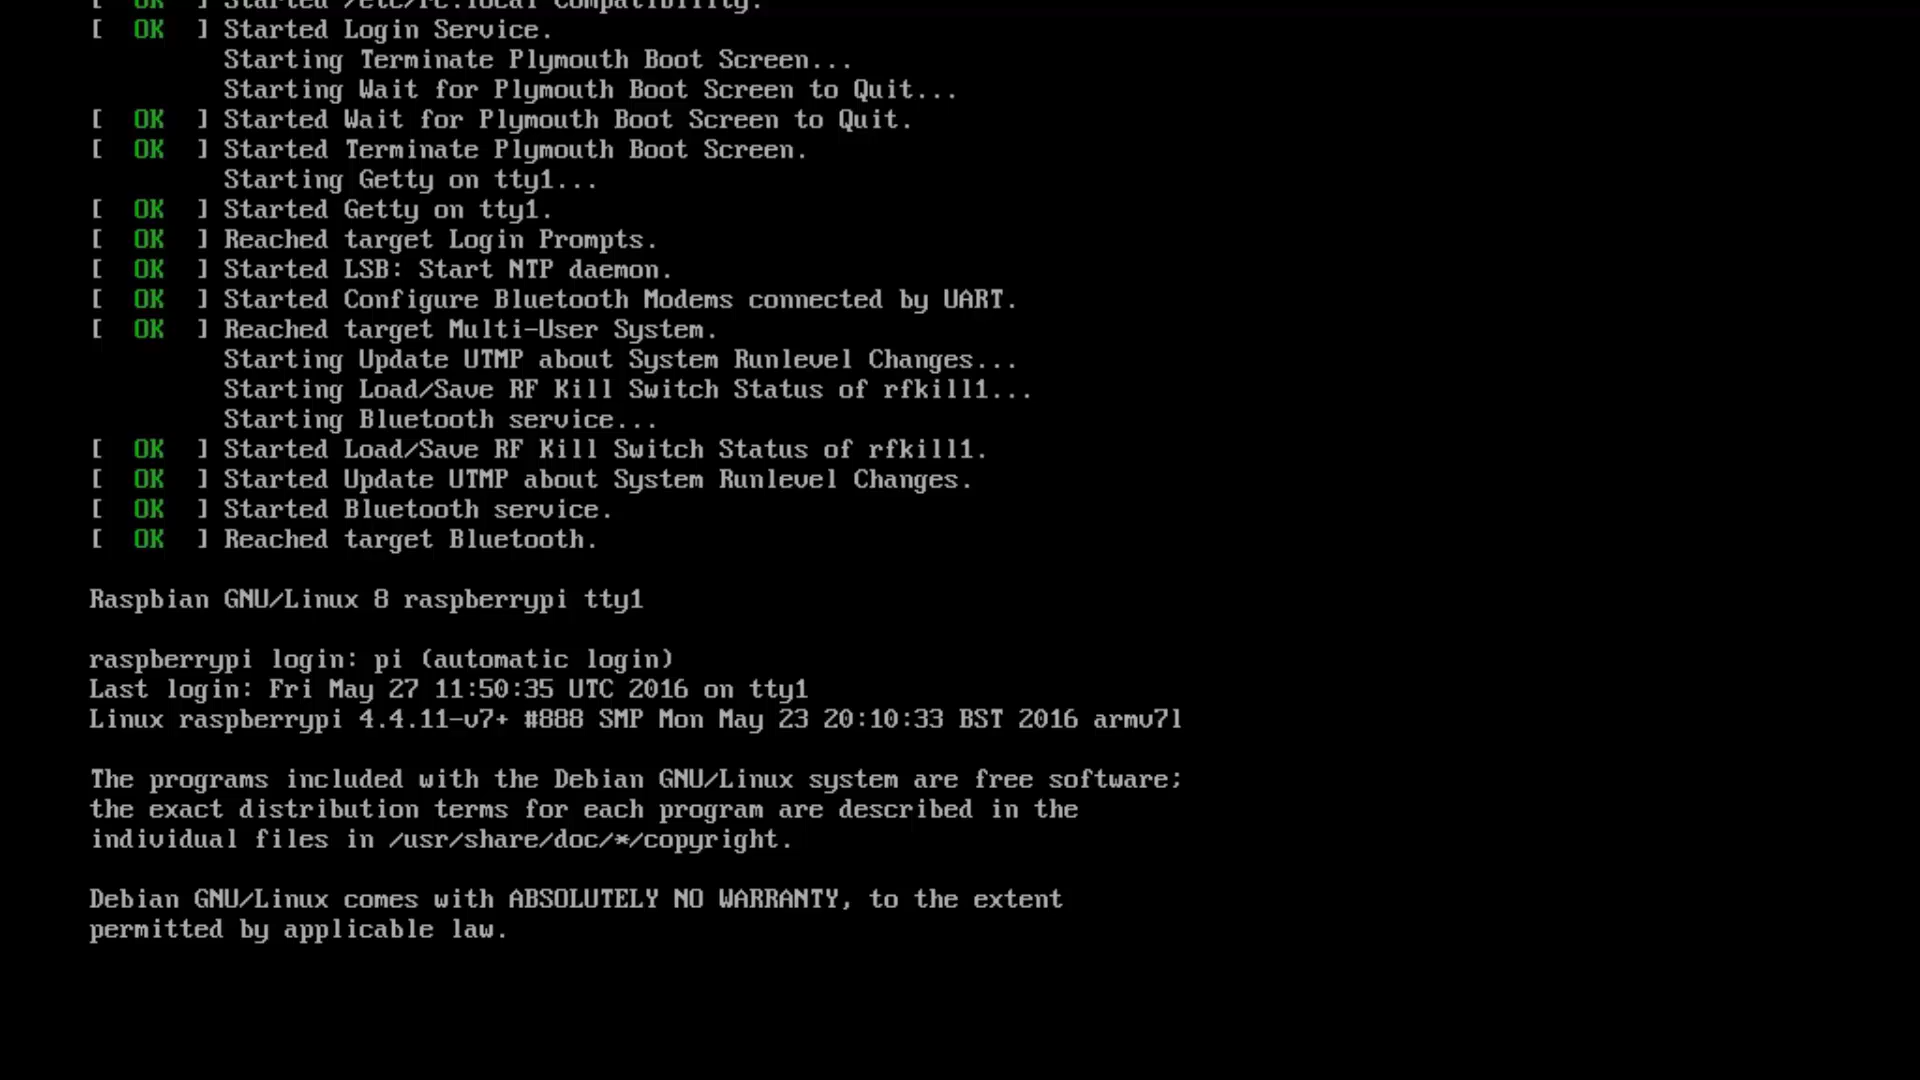 [  OK  ] Started /etc/rc.local Compatibility.
[  OK  ] Started Login Service.
         Starting Terminate Plymouth Boot Screen...
         Starting Wait for Plymouth Boot Screen to Quit...
[  OK  ] Started Wait for Plymouth Boot Screen to Quit.
[  OK  ] Started Terminate Plymouth Boot Screen.
         Starting Getty on tty1...
[  OK  ] Started Getty on tty1.
[  OK  ] Reached target Login Prompts.
[  OK  ] Started LSB: Start NTP daemon.
[  OK  ] Started Configure Bluetooth Modems connected by UART.
[  OK  ] Reached target Multi-User System.
         Starting Update UTMP about System Runlevel Changes...
         Starting Load/Save RF Kill Switch Status of rfkill1...
         Starting Bluetooth service...
[  OK  ] Started Load/Save RF Kill Switch Status of rfkill1.
[  OK  ] Started Update UTMP about System Runlevel Changes.
[  OK  ] Started Bluetooth service.
[  OK  ] Reached target Bluetooth.
Raspbian GNU/Linux 8 raspberrypi tty1
raspberrypi login: pi (automatic login)
Last login: Fri May 27 11:50:35 UTC 2016 on tty1
Linux raspberrypi 4.4.11-v7+ #888 SMP Mon May 23 20:10:33 BST 2016 armv7l
The programs included with the Debian GNU/Linux system are free software;
the exact distribution terms for each program are described in the
individual files in /usr/share/doc/*/copyright.
Debian GNU/Linux comes with ABSOLUTELY NO WARRANTY, to the extent
permitted by applicable law.